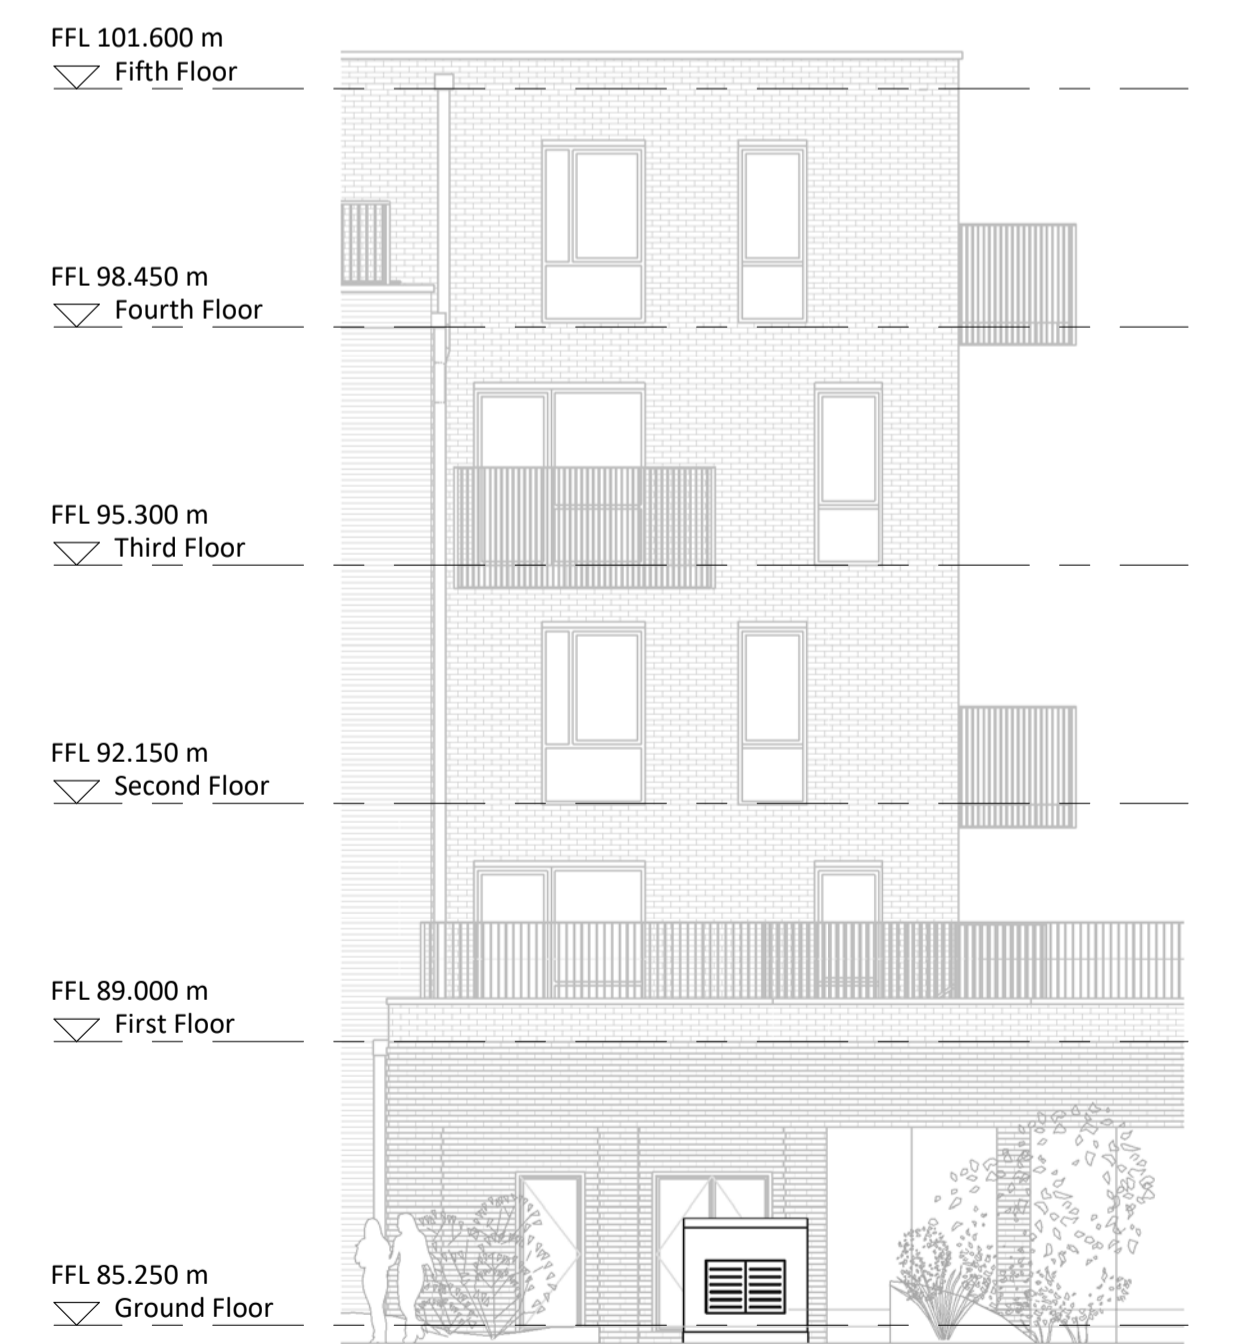 FFL 101.600 m
Fifth Floor
FFL 98.450 m
Fourth Floor
FFL 95.300 m
Third Floor
FFL 92.150 m
Second Floor
FFL 89.000 m
First Floor
FFL 85.250 m
Ground Floor